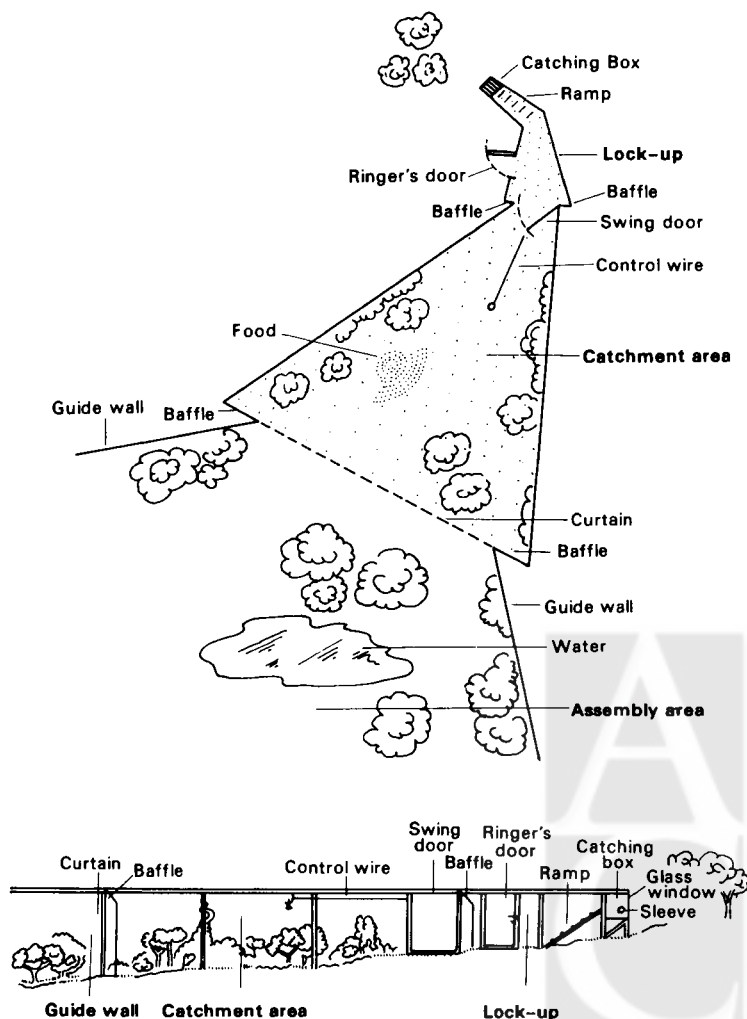 Catching Box
Ramp
Lock-up
Ringer's door
Baffle
Baffle
Swing door
Control wire
Food
Catchment area
Guide wall
Baffle
Curtain
Baffle
Guide wall
Water
Assembly area
Swing door
Ringer's door
Catching box
Curtain
Baffle
Control wire
Baffle
Ramp
Glass window
Sleeve
Guide wall
Catchment area
Lock-up
AC